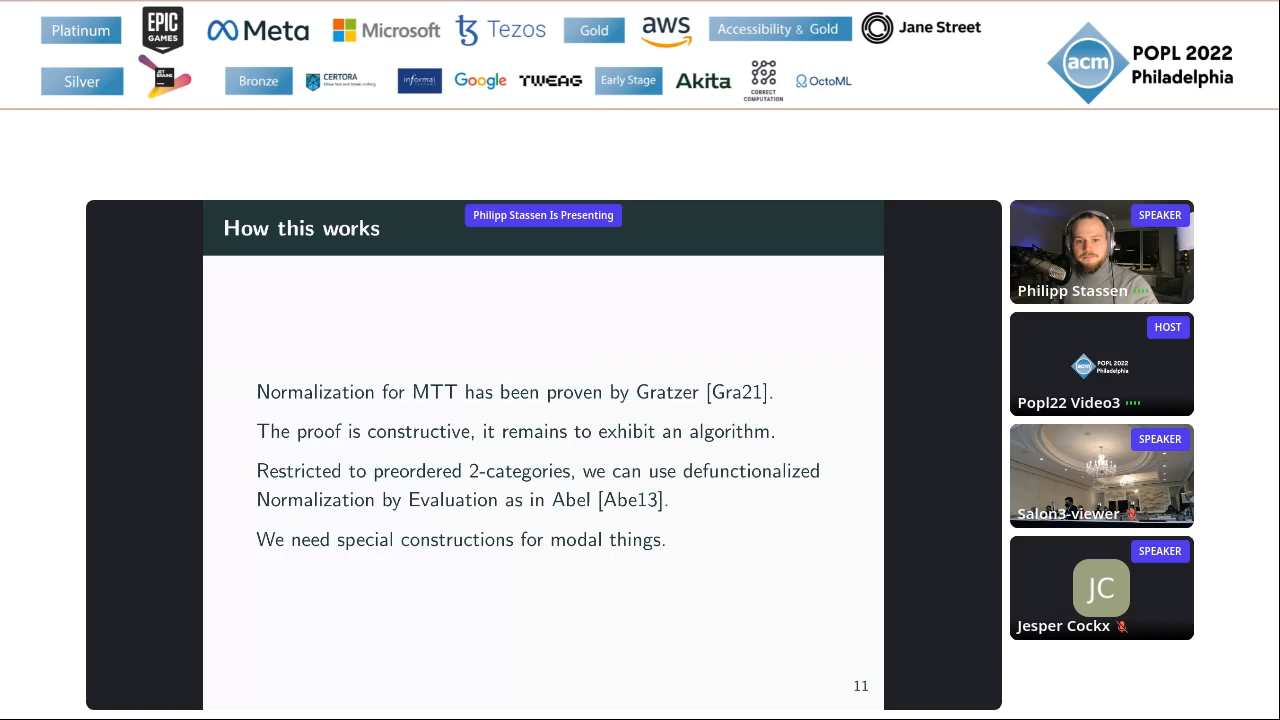 Platinum
EPIC GAMES
Meta
Microsoft
Tezos
Gold
aws
Accessibility & Gold
Jane Street
Silver
JET BRAINS
Bronze
CERTORA
informal
Google
TWEAG
Early Stage
Akita
CORRECT COMPUTATION
OctoML
acm
POPL 2022
Philadelphia
How this works
Philipp Stassen Is Presenting
Normalization for MTT has been proven by Gratzer [Gra21].
The proof is constructive, it remains to exhibit an algorithm.
Restricted to preordered 2-categories, we can use defunctionalized
Normalization by Evaluation as in Abel [Abe13].
We need special constructions for modal things.
11
SPEAKER
Philipp Stassen
HOST
acm
POPL 2022
Philadelphia
Popl22 Video3
SPEAKER
Salon3-viewer
SPEAKER
JC
Jesper Cockx